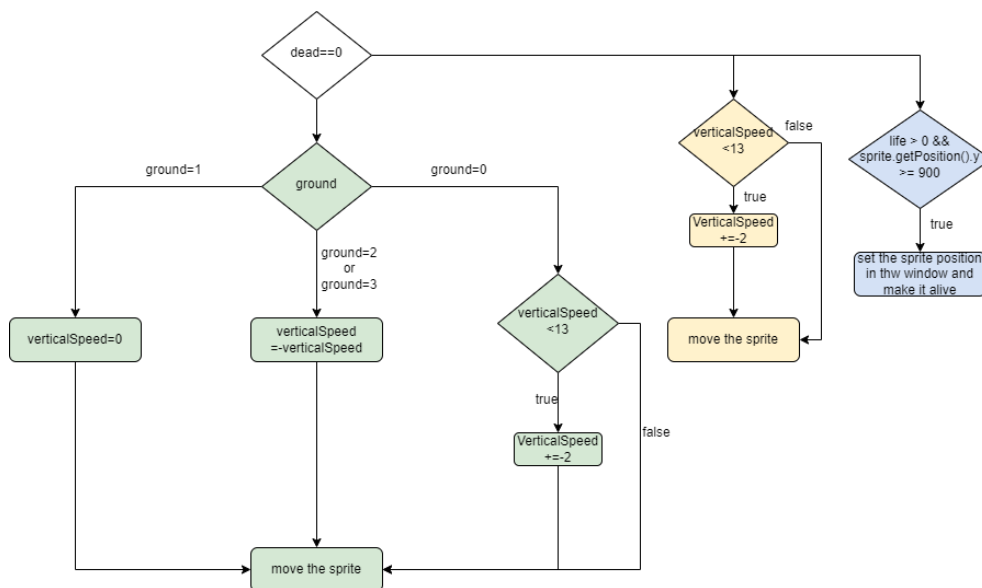 dead==0
verticalSpeed
<13
false
life > 0 &&
sprite.getPosition().y
>= 900
ground=1
ground
ground=0
true
VerticalSpeed
+=-2
true
set the sprite position
in thw window and
make it alive
ground=2
or
ground=3
verticalSpeed=0
verticalSpeed
=-verticalSpeed
verticalSpeed
<13
move the sprite
true
false
VerticalSpeed
+=-2
move the sprite